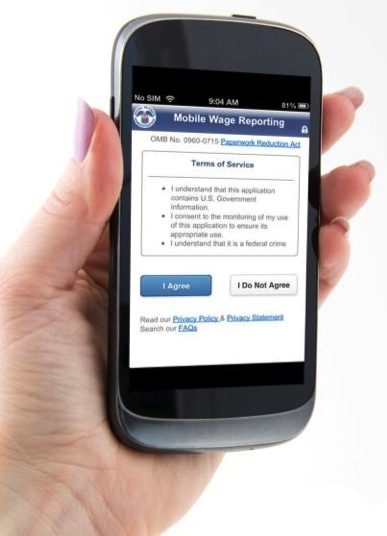 No SIM 9:04 AM 81%
Mobile Wage Reporting
OMB No. 0960-0715 Paperwork Reduction Act
Terms of Service
• I understand that this application
contains U.S. Government
information.
• I consent to the monitoring of my use
of this application to ensure its
appropriate use.
• I understand that it is a federal crime
I Agree I Do Not Agree
Read our Privacy Policy & Privacy Statement
Search our FAQs